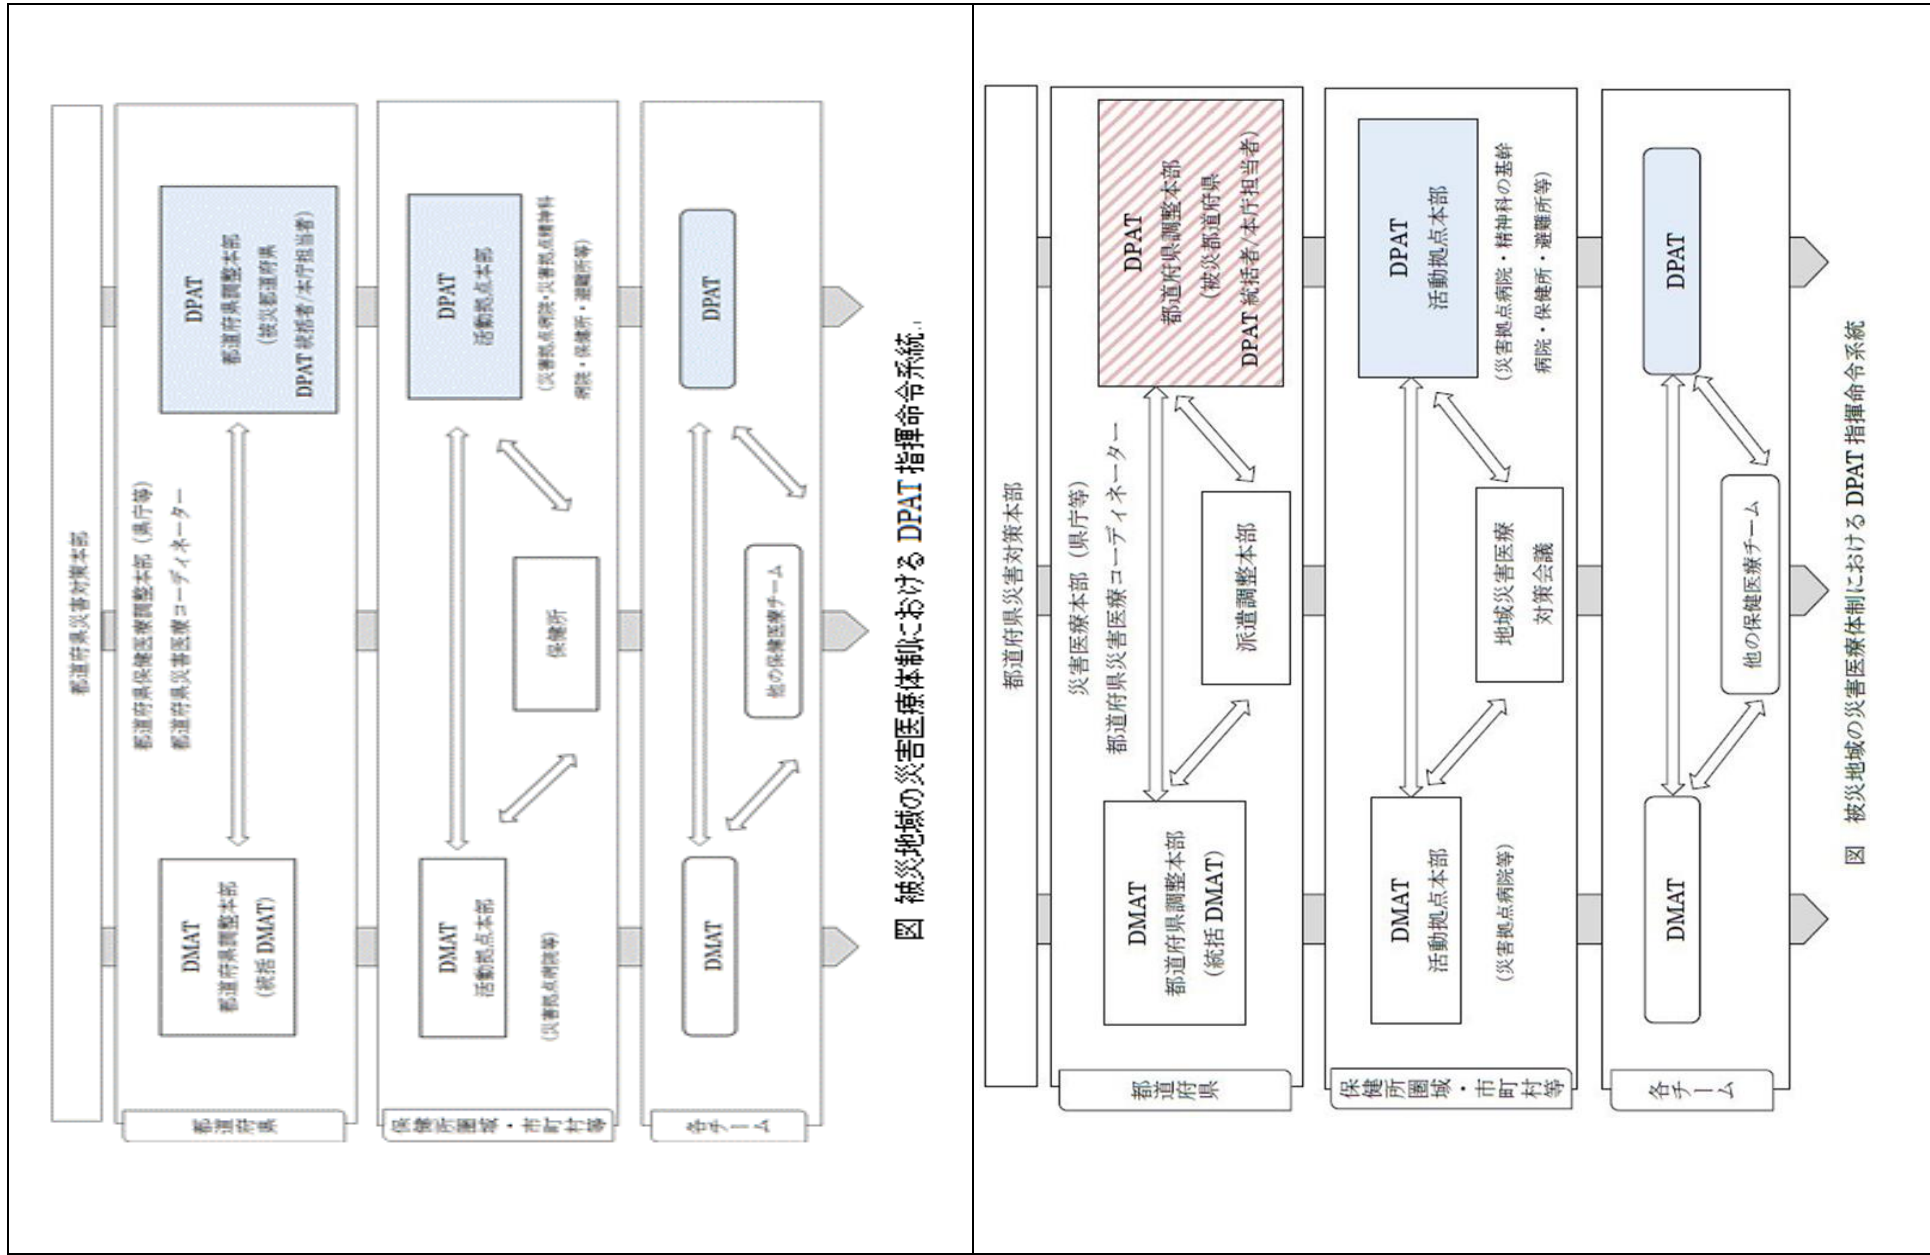 都道府県災害対策本部
都道府県
都道府県保健医療調整本部（県庁等）
都道府県災害医療コーディネーター
DMAT
都道府県調整本部
(統括 DMAT)
DPAT
都道府県調整本部
(被災都道府県
DPAT 統括者/本庁担当者)
保健所圏域・市町村等
DMAT
活動拠点本部
(災害拠点病院等)
保健所
DPAT
活動拠点本部
(災害拠点病院・災害拠点精神科
病院・保健所・避難所等)
各チーム
DMAT
他の保健医療チーム
DPAT
図 被災地域の災害医療体制における DPAT 指揮命令系統.
都道府県災害対策本部
都道府県
災害医療本部（県庁等）
都道府県災害医療コーディネーター
DMAT
都道府県調整本部
(統括 DMAT)
派遣調整本部
DPAT
都道府県調整本部
(被災都道府県
DPAT 統括者/本庁担当者)
保健所圏域・市町村等
DMAT
活動拠点本部
(災害拠点病院等)
地域災害医療
対策会議
DPAT
活動拠点本部
(災害拠点病院・精神科の基幹
病院・保健所・避難所等)
各チーム
DMAT
他の保健医療チーム
DPAT
図 被災地域の災害医療体制における DPAT 指揮命令系統